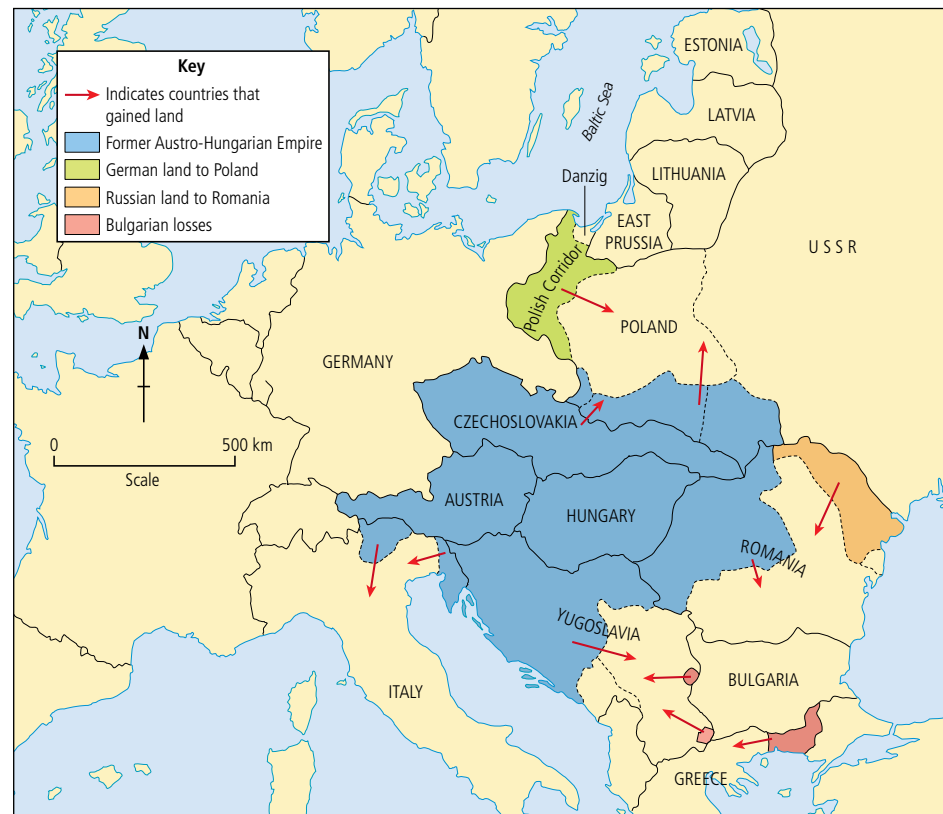 Key
Indicates countries that
gained land
Former Austro-Hungarian Empire
German land to Poland
Russian land to Romania
Bulgarian losses
ESTONIA
Baltic Sea
LATVIA
Danzig
LITHUANIA
EAST
PRUSSIA
USSR
Polish Corridor
N
POLAND
GERMANY
CZECHOSLOVAKIA
0 500 km
Scale
AUSTRIA
HUNGARY
ROMANIA
YUGOSLAVIA
ITALY
BULGARIA
GREECE